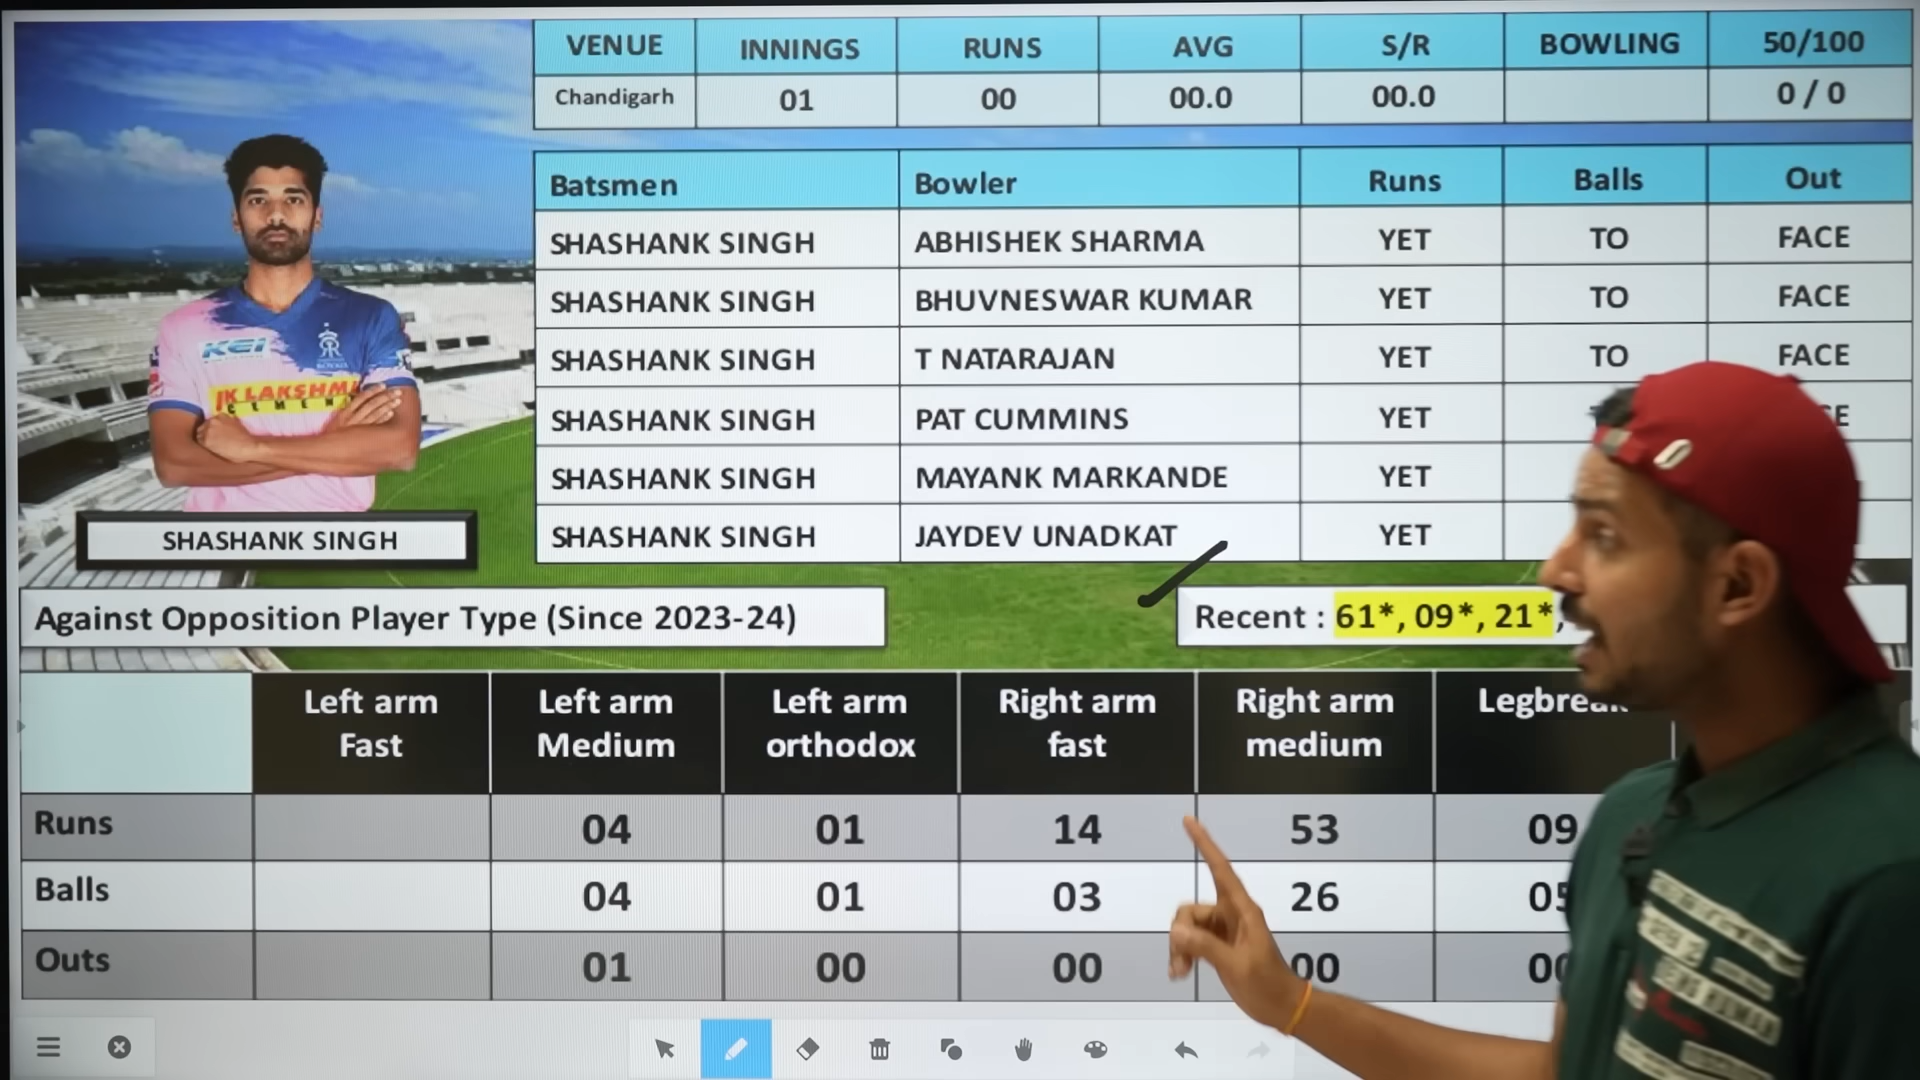 VENUE INNINGS RUNS AVG S/R BOWLING 50/100
Chandigarh 01 00 00.0 00.0 0 / 0
Batsmen Bowler Runs Balls Out
SHASHANK SINGH ABHISHEK SHARMA YET TO FACE
SHASHANK SINGH BHUVNESWAR KUMAR YET TO FACE
SHASHANK SINGH T NATARAJAN YET TO FACE
SHASHANK SINGH PAT CUMMINS YET
SHASHANK SINGH MAYANK MARKANDE YET
SHASHANK SINGH JAYDEV UNADKAT YET
KEI
JK LAKSHMI
CEMENT
SHASHANK SINGH
Against Opposition Player Type (Since 2023-24)
Recent : 61*, 09*, 21*,
Left arm Fast Left arm Medium Left arm orthodox Right arm fast Right arm medium Legbreak
Runs 04 01 14 53 09
Balls 04 01 03 26 05
Outs 01 00 00 00 00